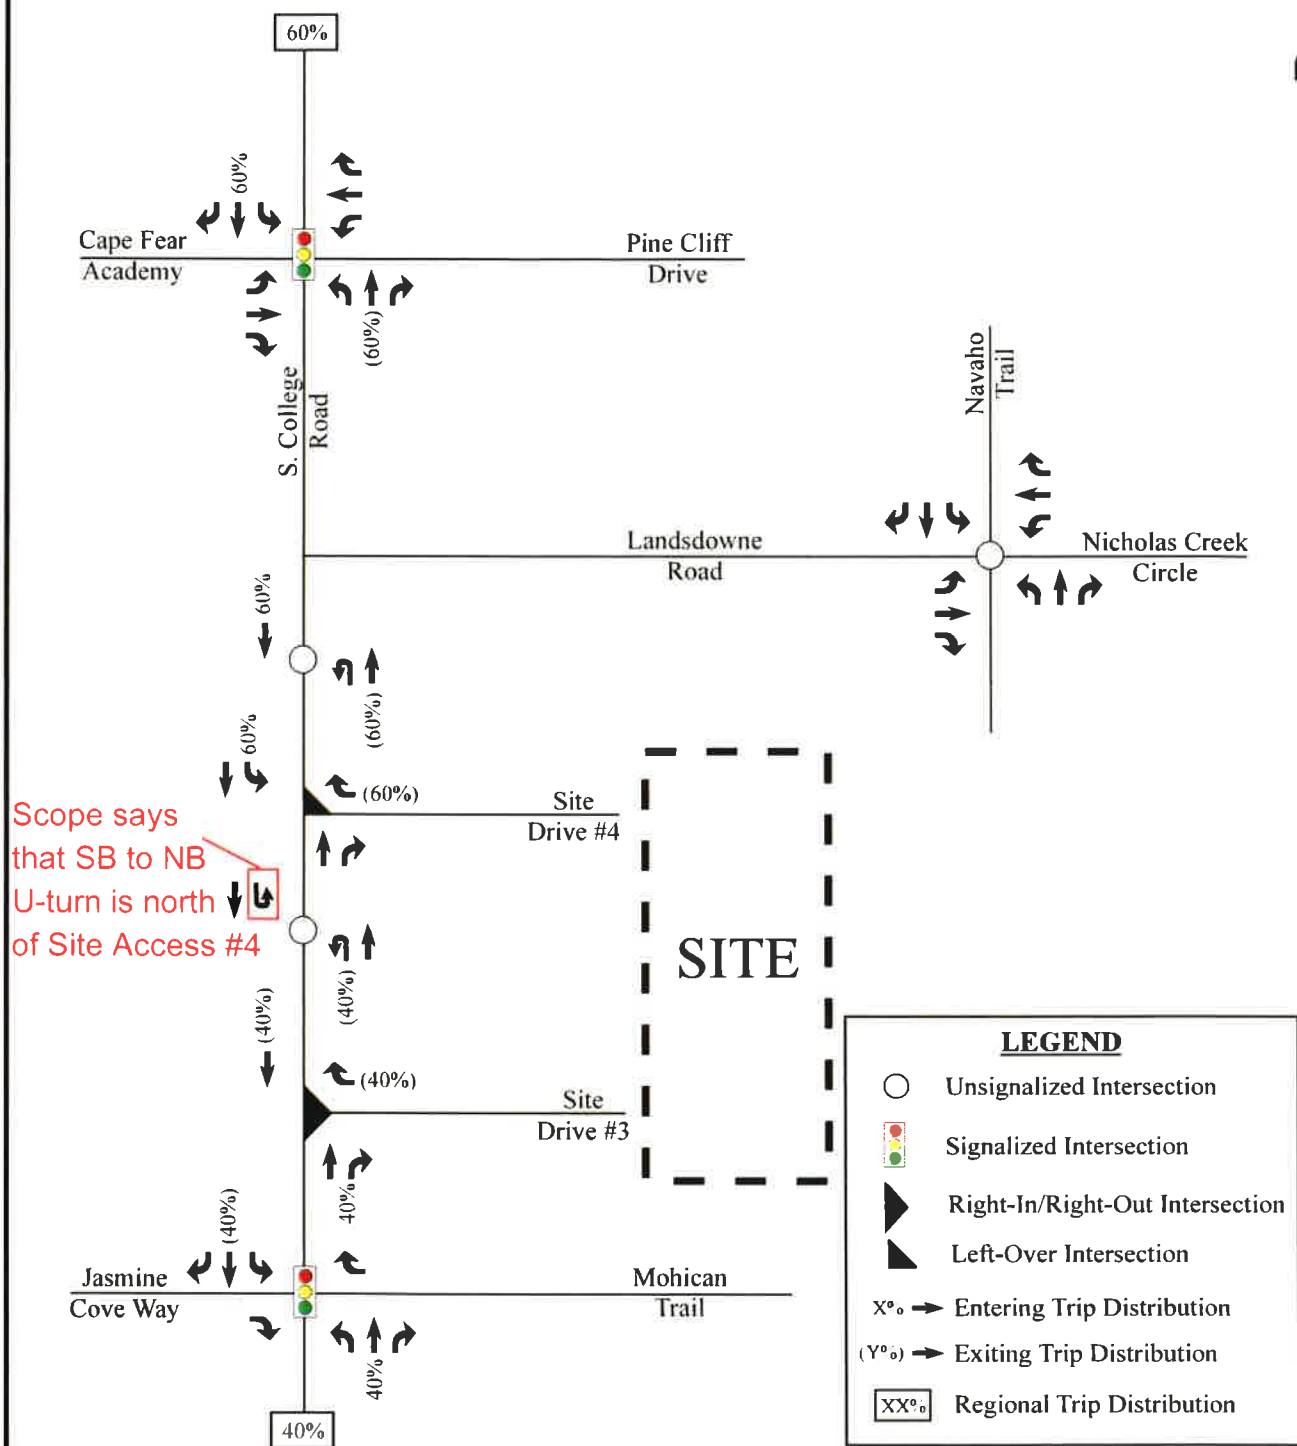 60%
60%
Cape Fear
Academy
Pine Cliff
Drive
(60%)
S. College
Road
Navaho
Trail
Landsdowne
Road
Nicholas Creek
Circle
60%
(60%)
60%
(60%)
Site
Drive #4
Scope says
that SB to NB
U-turn is north
of Site Access #4
SITE
(40%)
(40%)
(40%)
Site
Drive #3
40%
(40%)
Jasmine
Cove Way
Mohican
Trail
40%
40%
LEGEND
Unsignalized Intersection
Signalized Intersection
Right-In/Right-Out Intersection
Left-Over Intersection
X% Entering Trip Distribution
(Y%) Exiting Trip Distribution
XX% Regional Trip Distribution